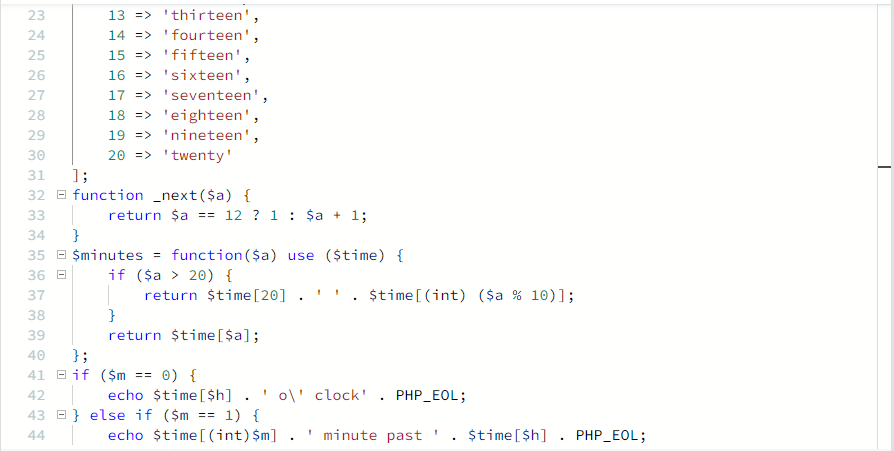 23 13 => 'thirteen',
24 14 => 'fourteen',
25 15 => 'fifteen',
26 16 => 'sixteen',
27 17 => 'seventeen',
28 18 => 'eighteen',
29 19 => 'nineteen',
30 20 => 'twenty'
31 ];
32 function _next($a) {
33 return $a == 12 ? 1 : $a + 1;
34 }
35 $minutes = function($a) use ($time) {
36 if ($a > 20) {
37 return $time[20] . ' ' . $time[(int) ($a % 10)];
38 }
39 return $time[$a];
40 };
41 if ($m == 0) {
42 echo $time[$h] . ' o\' clock' . PHP_EOL;
43 } else if ($m == 1) {
44 echo $time[(int)$m] . ' minute past ' . $time[$h] . PHP_EOL;